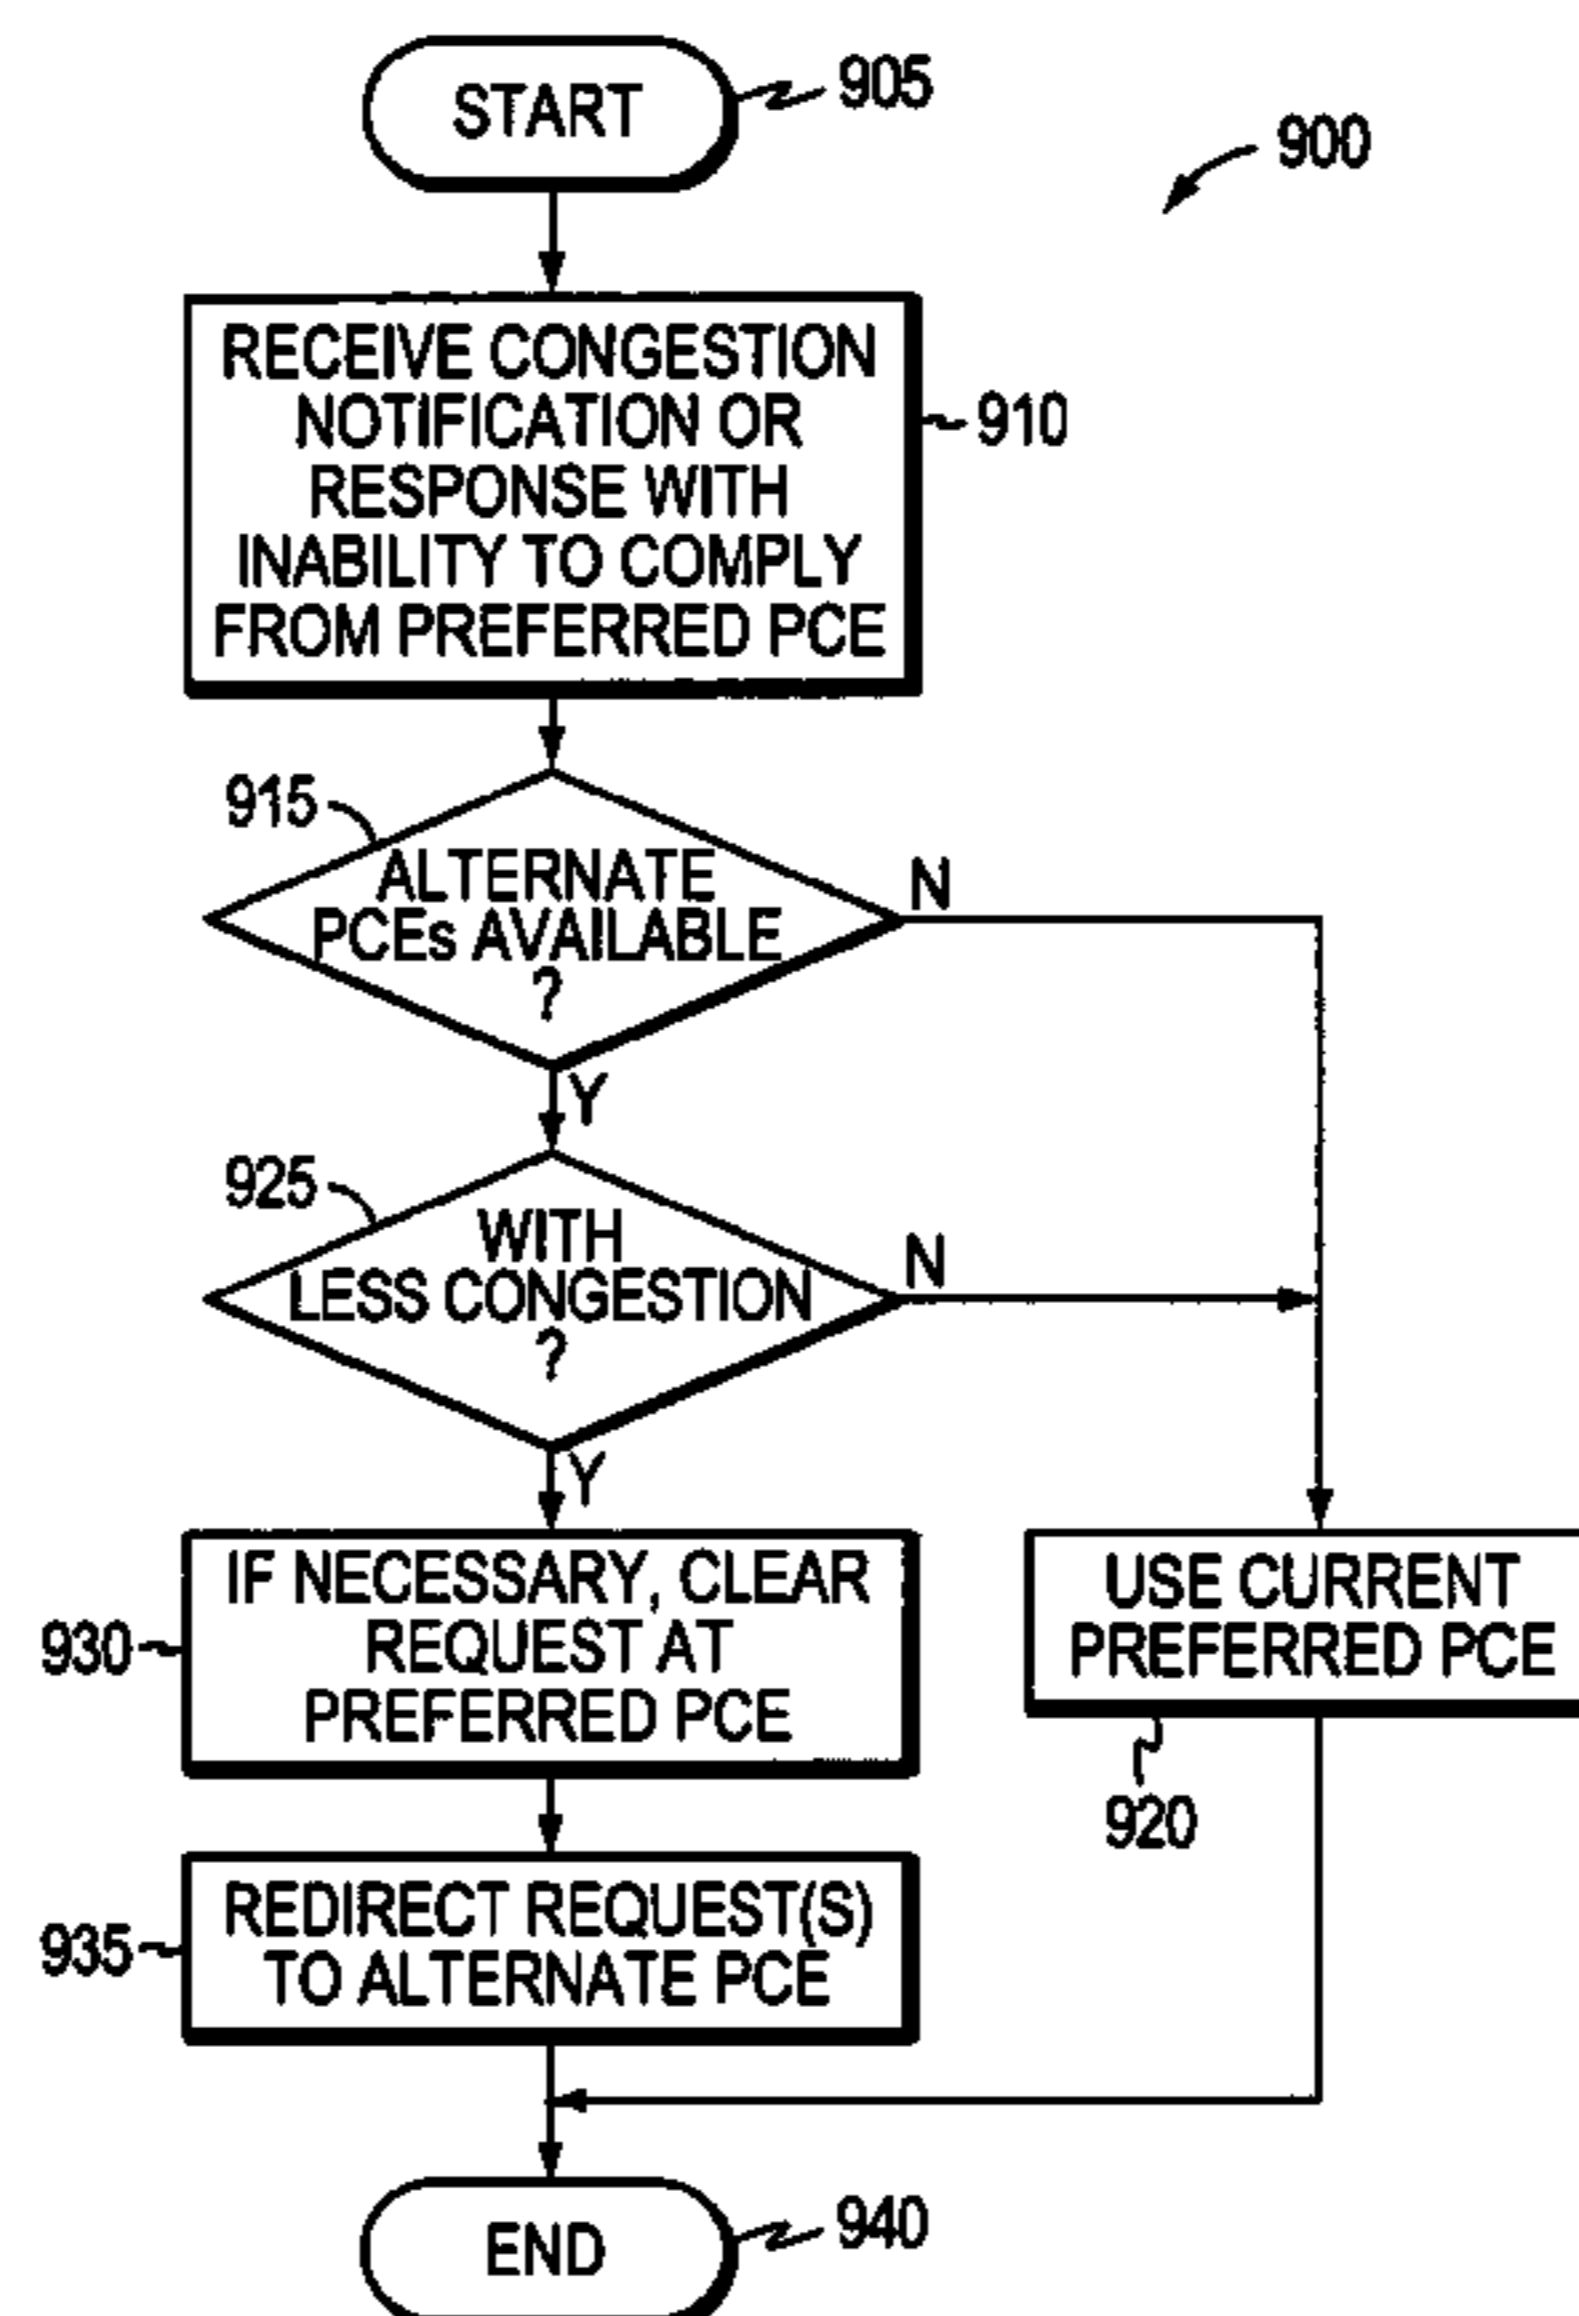 START
905
900
RECEIVE CONGESTION
NOTIFICATION OR
RESPONSE WITH
INABILITY TO COMPLY
FROM PREFERRED PCE
910
915
ALTERNATE
PCEs AVAILABLE
?
N
Y
925
WITH
LESS CONGESTION
?
N
Y
930
IF NECESSARY, CLEAR
REQUEST AT
PREFERRED PCE
USE CURRENT
PREFERRED PCE
920
935
REDIRECT REQUEST(S)
TO ALTERNATE PCE
END
940